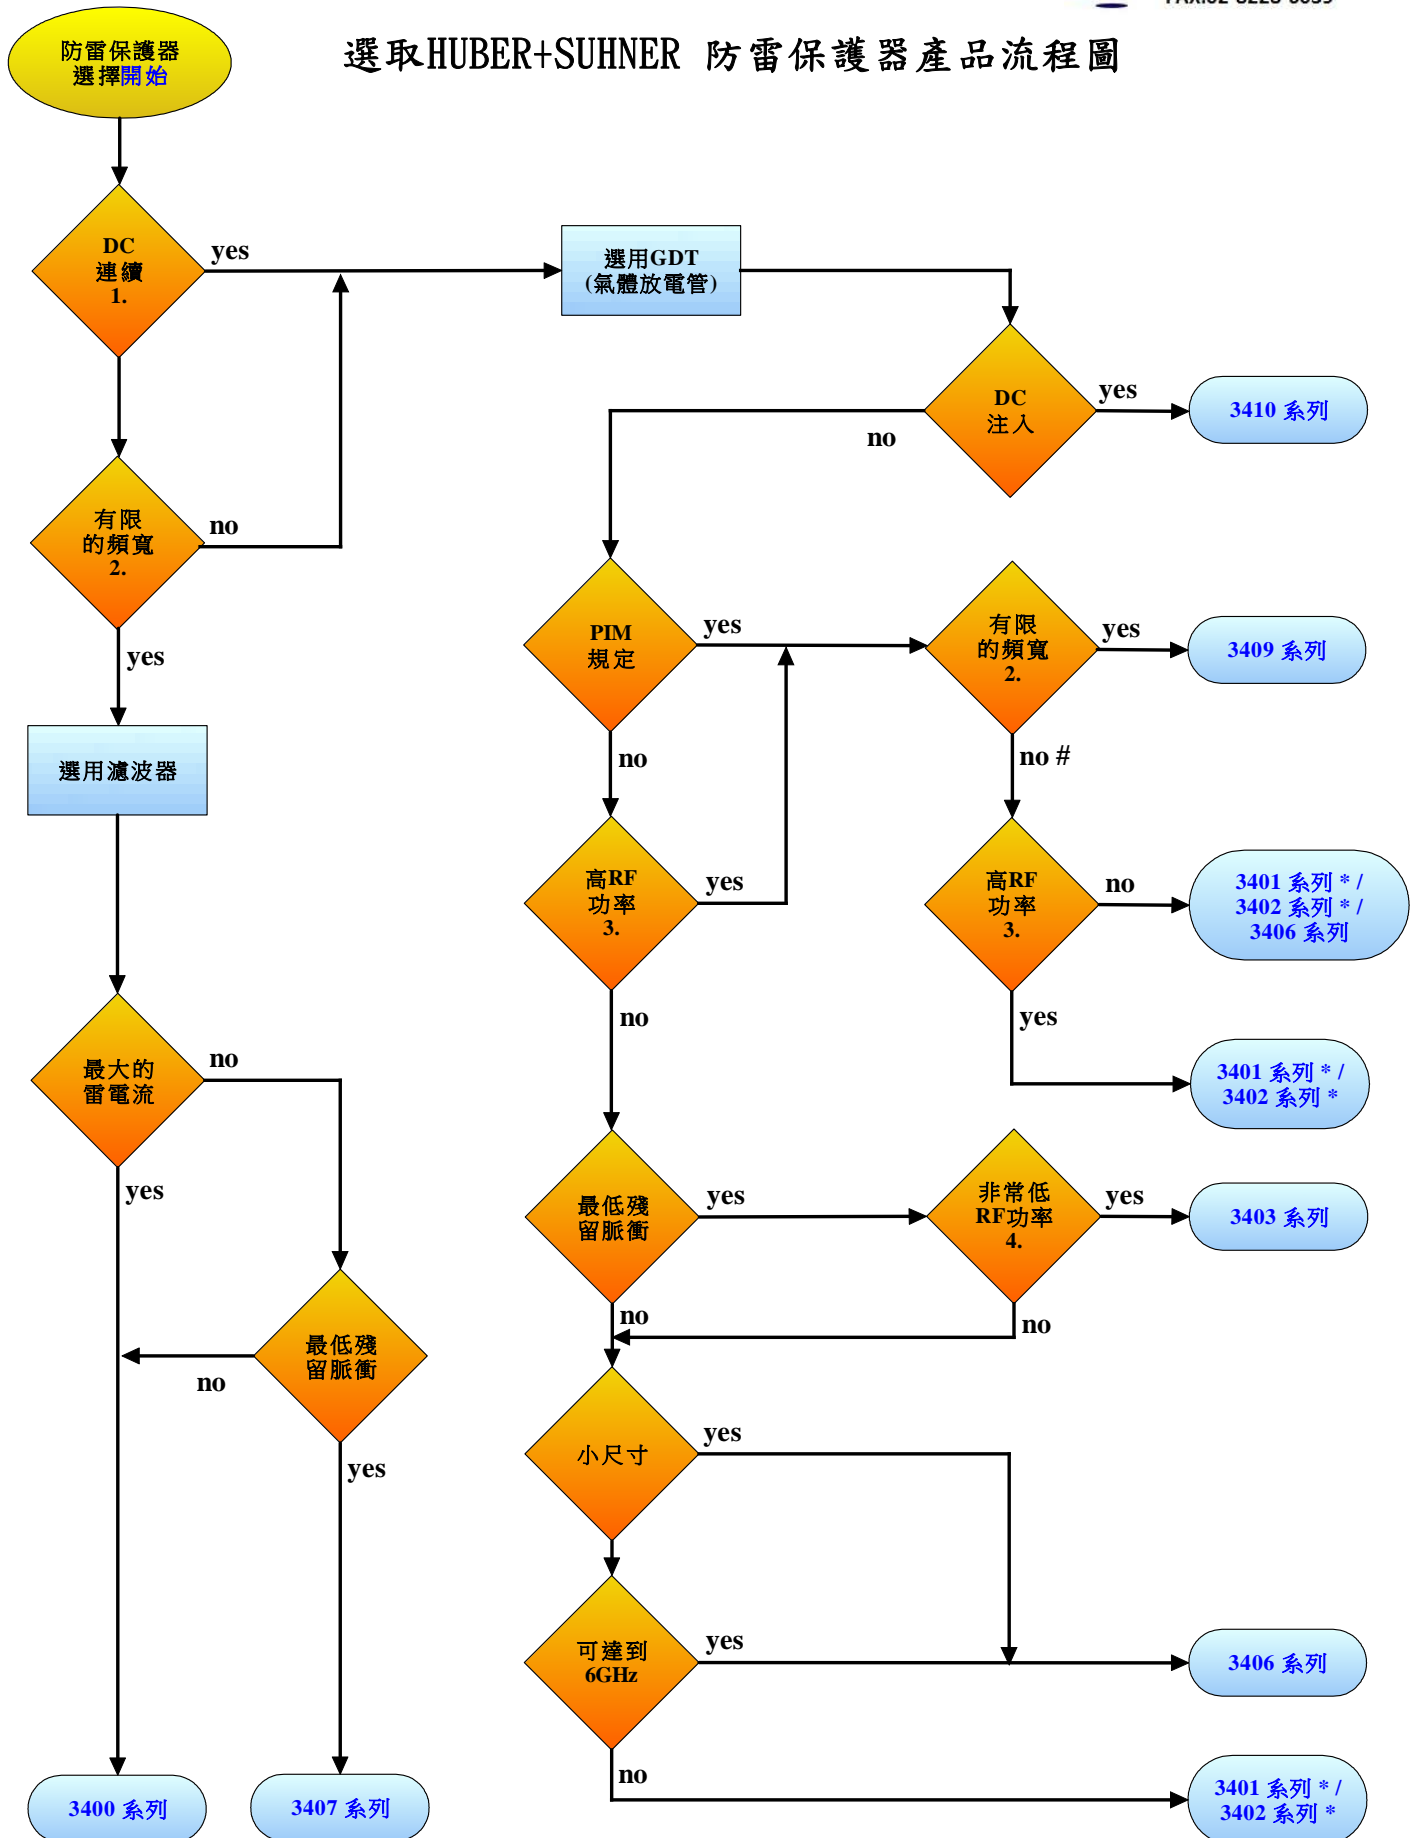 選取HUBER+SUHNER 防雷保護器產品流程圖
防雷保護器
選擇開始
DC
連續
1.
yes
選用GDT
(氣體放電管)
DC
注入
yes
3410 系列
no
有限
的頻寬
2.
no
yes
選用濾波器
PIM
規定
yes
no
有限
的頻寬
2.
yes
3409 系列
no #
高RF
功率
3.
yes
no
高RF
功率
3.
no
3401 系列 * /
3402 系列 * /
3406 系列
yes
3401 系列 * /
3402 系列 *
最大的
雷電流
no
yes
最低殘
留脈衝
yes
no
非常低
RF功率
4.
yes
3403 系列
no
最低殘
留脈衝
no
yes
小尺寸
yes
可達到
6GHz
yes
3406 系列
no
3401 系列 * /
3402 系列 *
3400 系列
3407 系列